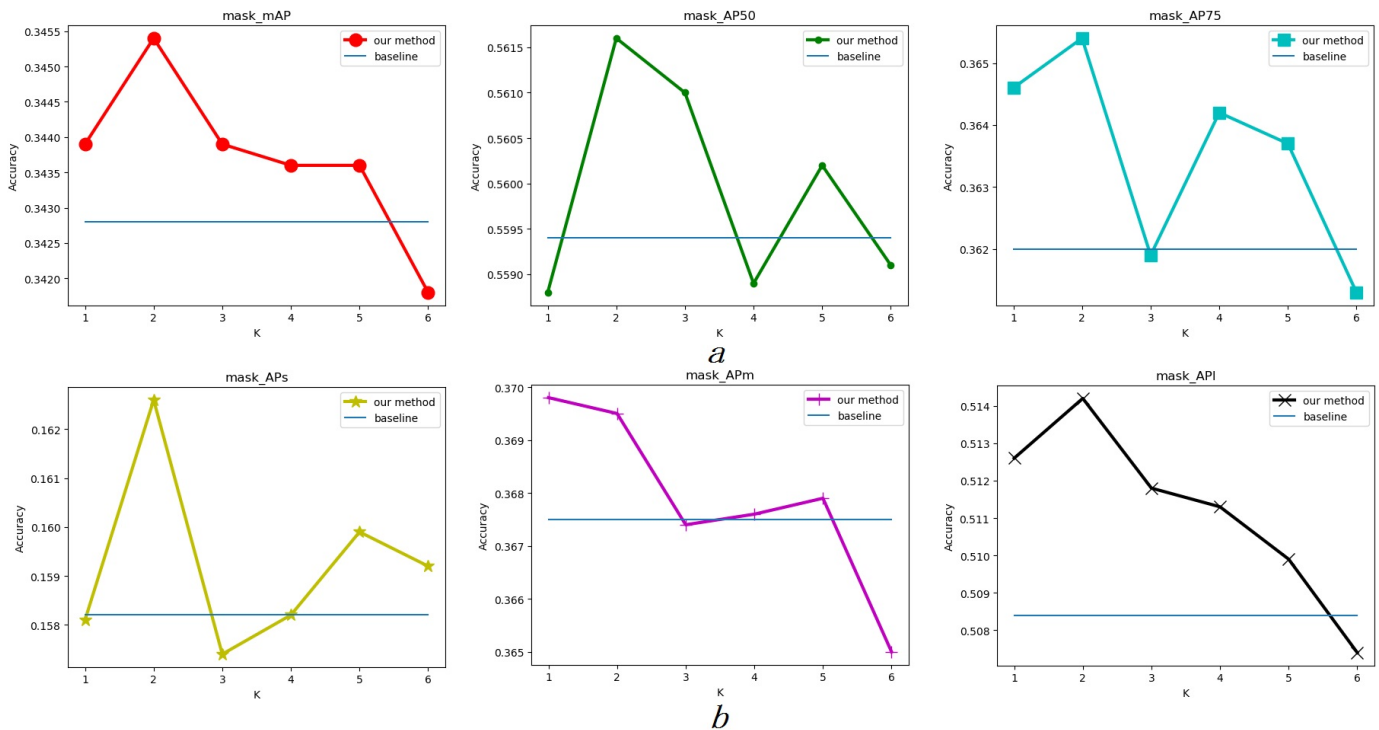 mask_mAP
0.3455
0.3450
0.3445
0.3440
0.3435
0.3430
0.3425
0.3420
Accuracy
our method
baseline
1 2 3 4 5 6
K
mask_AP50
0.5615
0.5610
0.5605
0.5600
0.5595
0.5590
Accuracy
our method
baseline
1 2 3 4 5 6
K
mask_AP75
0.365
0.364
0.363
0.362
Accuracy
our method
baseline
1 2 3 4 5 6
K
a
mask_APs
0.162
0.161
0.160
0.159
0.158
Accuracy
our method
baseline
1 2 3 4 5 6
K
mask_APm
0.370
0.369
0.368
0.367
0.366
0.365
Accuracy
our method
baseline
1 2 3 4 5 6
K
mask_APl
0.514
0.513
0.512
0.511
0.510
0.509
0.508
Accuracy
our method
baseline
1 2 3 4 5 6
K
b